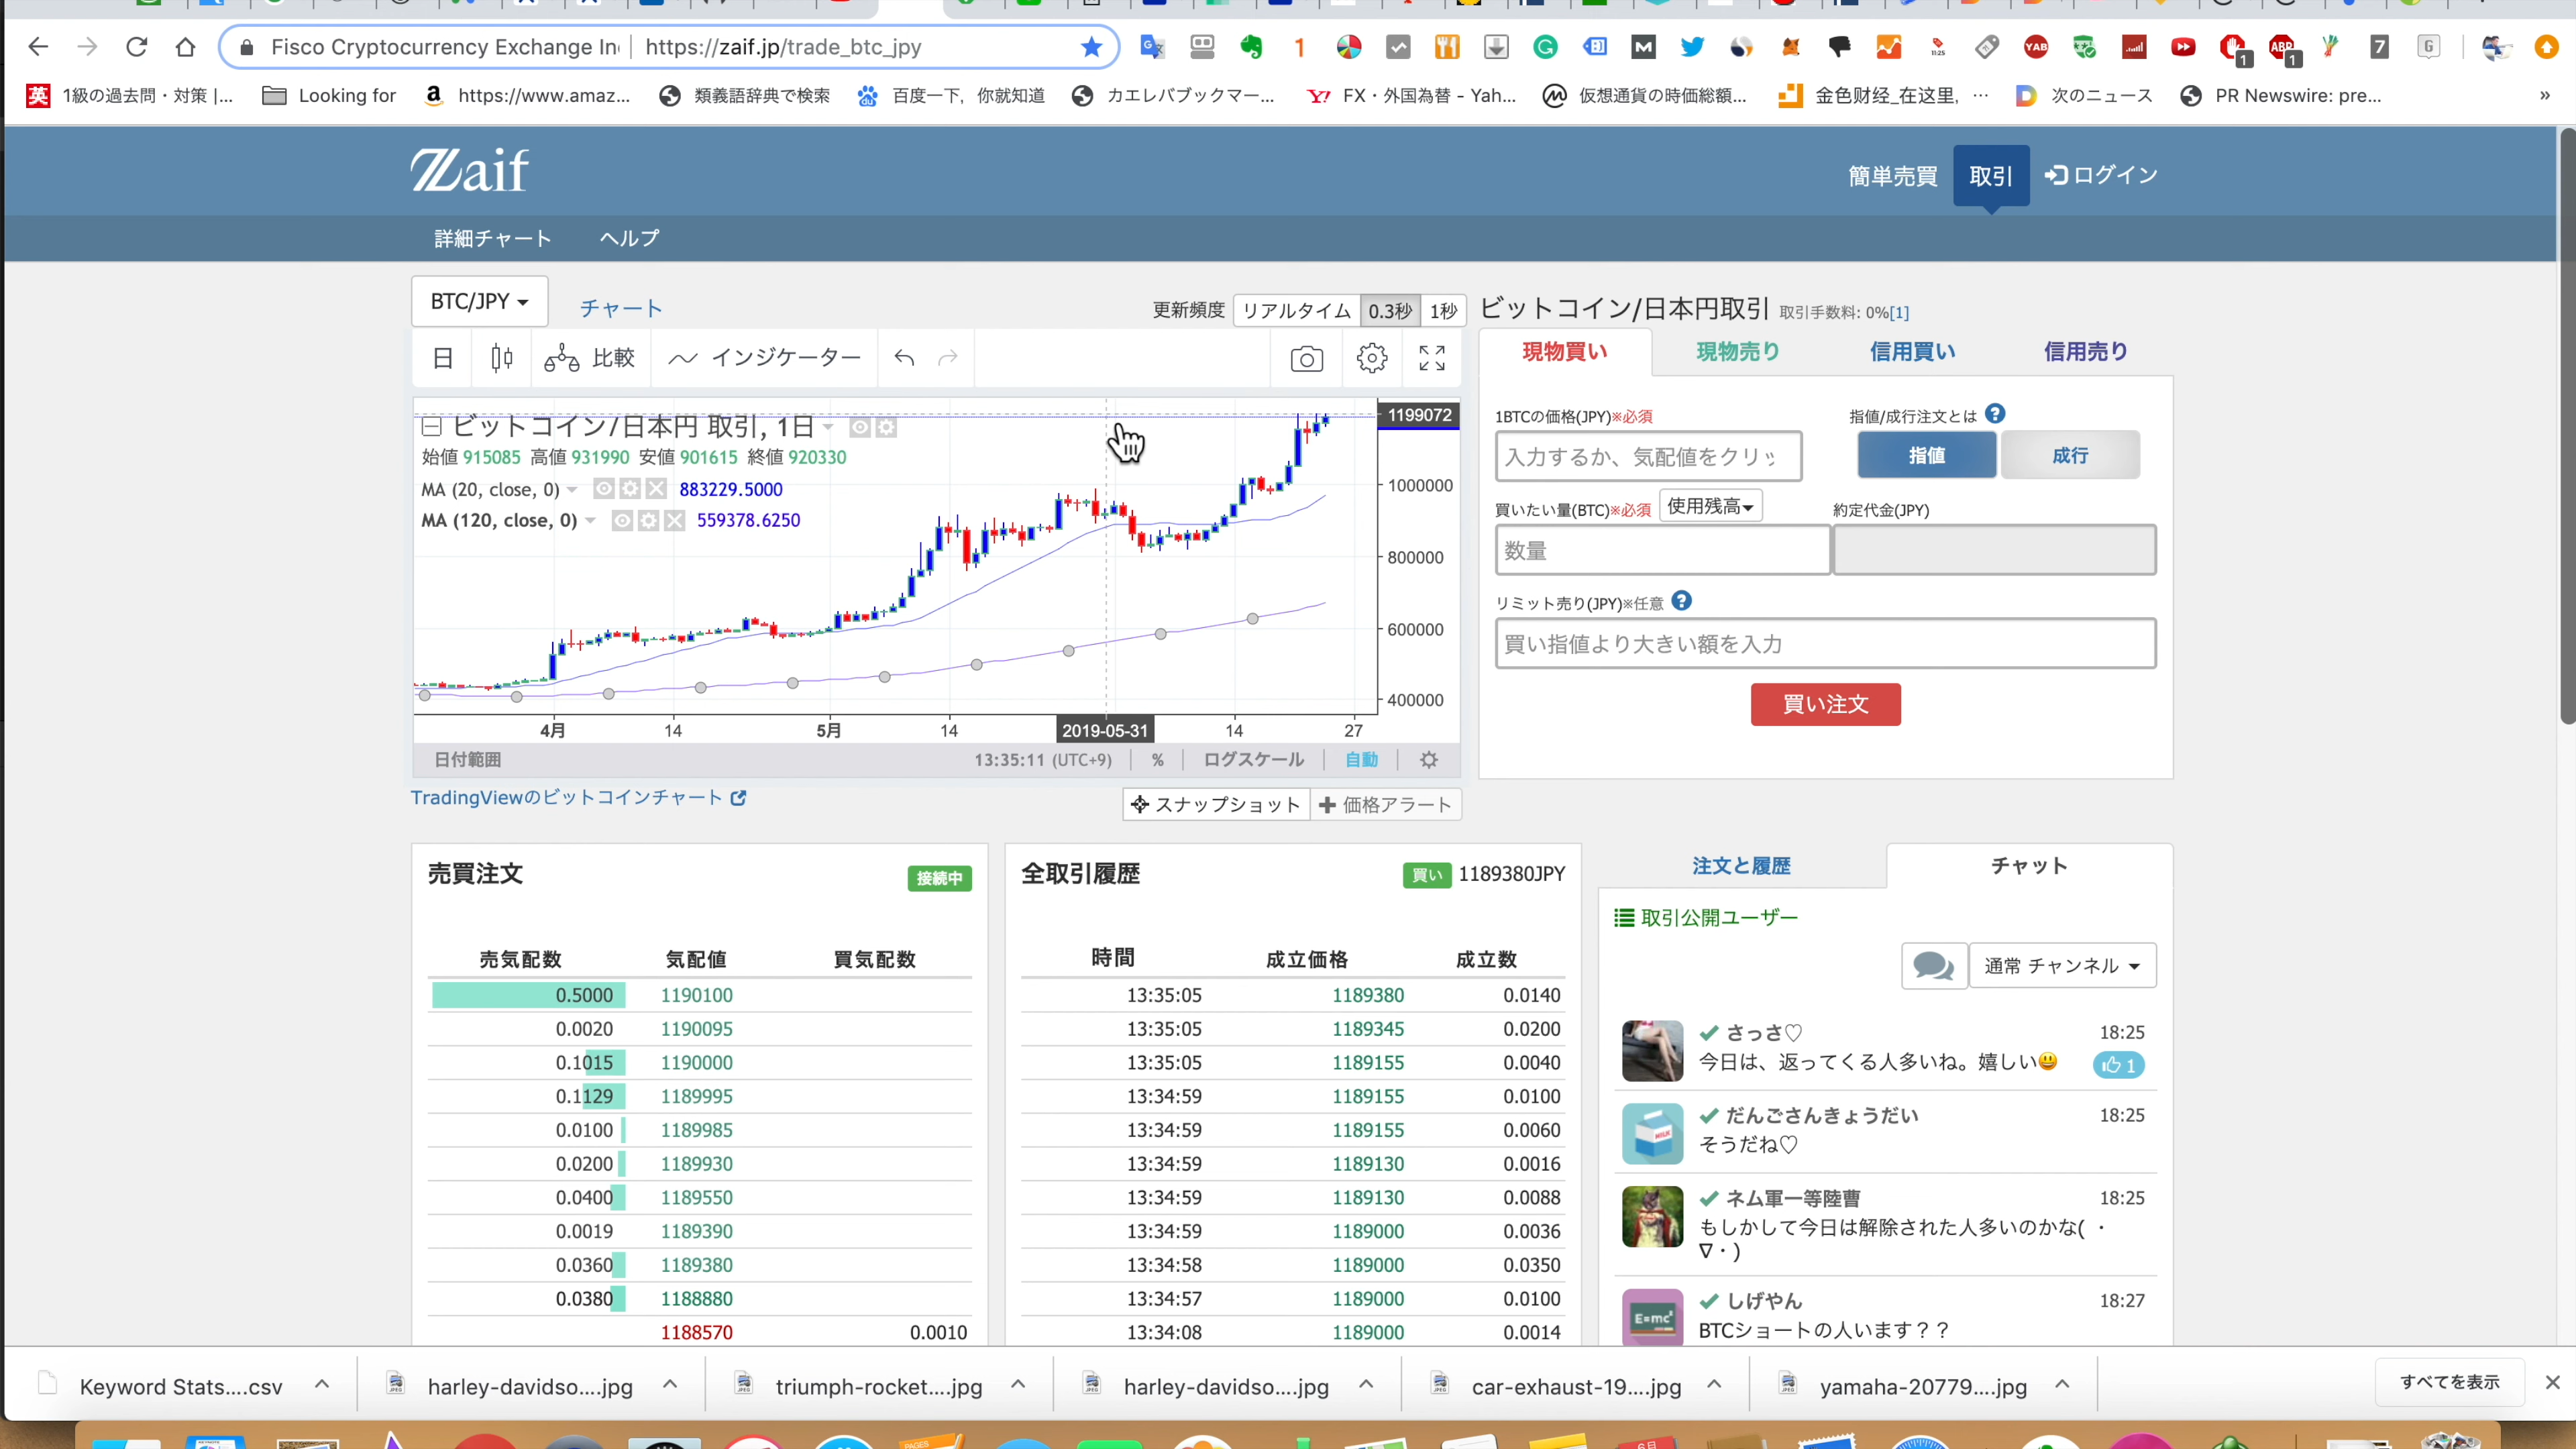 Fisco Cryptocurrency Exchange In
https://zaif.jp/trade_btc_jpy
英 1級の過去問・対策 |...
Looking for
https://www.amaz...
類義語辞典で検索
百度一下，你就知道
カエレバブックマー...
FX・外国為替 - Yah...
仮想通貨の時価総額...
金色财经_在这里, ...
次のニュース
PR Newswire: pre...
»
Zaif
簡単売買 取引 ログイン
詳細チャート ヘルプ
BTC/JPY チャート
更新頻度 リアルタイム 0.3秒 1秒
日 比較 インジケーター
ビットコイン/日本円 取引, 1日
始値 915085 高値 931990 安値 901615 終値 920330
MA (20, close, 0) 883229.5000
MA (120, close, 0) 559378.6250
1199072
1000000
800000
600000
400000
4月 14 5月 14 2019-05-31 14 27
日付範囲 13:35:11 (UTC+9) % ログスケール 自動
TradingViewのビットコインチャート
スナップショット 価格アラート
ビットコイン/日本円取引 取引手数料: 0%[1]
現物買い 現物売り 信用買い 信用売り
1BTCの価格(JPY)※必須 指値/成行注文とは
入力するか、気配値をクリッ 指値 成行
買いたい量(BTC)※必須 使用残高 約定代金(JPY)
数量
リミット売り(JPY)※任意
買い指値より大きい額を入力
買い注文
売買注文 接続中
売気配数 気配値 買気配数
0.5000 1190100
0.0020 1190095
0.1015 1190000
0.1129 1189995
0.0100 1189985
0.0200 1189930
0.0400 1189550
0.0019 1189390
0.0360 1189380
0.0380 1188880
1188570 0.0010
全取引履歴 買い 1189380JPY
時間 成立価格 成立数
13:35:05 1189380 0.0140
13:35:05 1189345 0.0200
13:35:05 1189155 0.0040
13:34:59 1189155 0.0100
13:34:59 1189155 0.0060
13:34:59 1189130 0.0016
13:34:59 1189130 0.0088
13:34:59 1189000 0.0036
13:34:58 1189000 0.0350
13:34:57 1189000 0.0100
13:34:08 1189000 0.0014
注文と履歴 チャット
取引公開ユーザー
通常 チャンネル
さっさ♡ 18:25
今日は、返ってくる人多いね。嬉しい😃 1
だんごさんきょうだい 18:25
そうだね♡
ネム軍一等陸曹 18:25
もしかして今日は解除された人多いのかな( ・
∇・)
しげやん 18:27
BTCショートの人います？？
MILK
E=mc²
Keyword Stats....csv
harley-davidso....jpg
triumph-rocket....jpg
harley-davidso....jpg
car-exhaust-19....jpg
yamaha-20779....jpg
すべてを表示
PAGES
6月